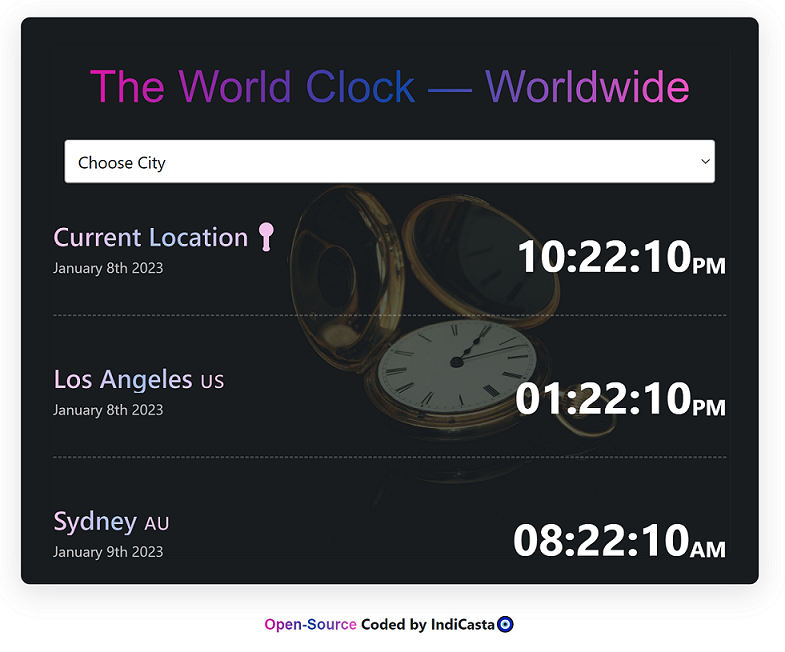 The World Clock — Worldwide
Choose City
Current Location
January 8th 2023
10:22:10PM
Los Angeles US
January 8th 2023
01:22:10PM
Sydney AU
January 9th 2023
08:22:10AM
Open-Source Coded by IndiCasta🧿